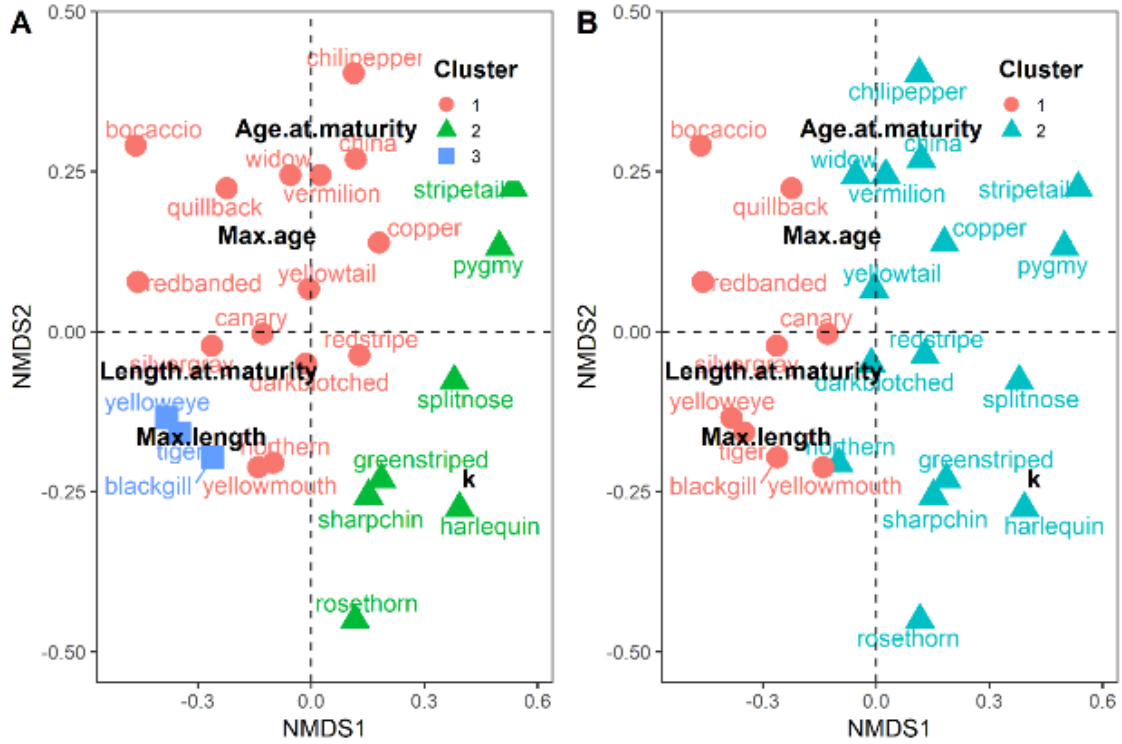 A
NMDS2
0.50
0.25
0.00
-0.25
-0.50
chilipepper
Cluster
1
2
3
bocaccio
Age.at.maturity
china
widow
vermilion
stripetail
quillback
Max.age
copper
pygmy
yellowtail
redbanded
canary
redstripe
silvergray
Length.at.maturity
darkblotched
splitnose
yelloweye
Max.length
tiger
northern
greenstriped
blackgill
yellowmouth
k
sharpchin
harlequin
rosethorn
-0.3
0.0
0.3
0.6
NMDS1
B
NMDS2
0.50
0.25
0.00
-0.25
-0.50
Cluster
1
2
chilipepper
bocaccio
Age.at.maturity
china
widow
vermilion
stripetail
quillback
Max.age
copper
pygmy
yellowtail
redbanded
canary
redstripe
silvergray
Length.at.maturity
darkblotched
splitnose
yelloweye
Max.length
tiger
northern
greenstriped
blackgill
yellowmouth
k
sharpchin
harlequin
rosethorn
-0.3
0.0
0.3
0.6
NMDS1